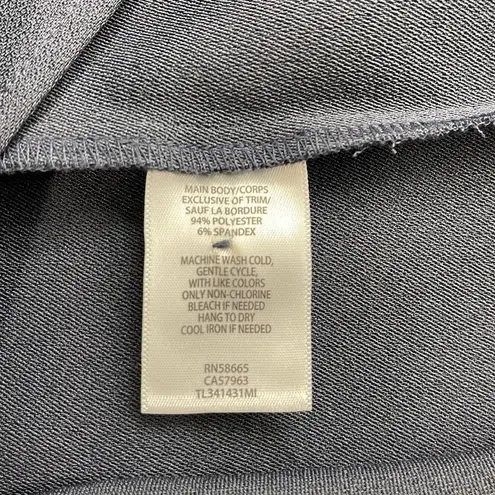 MAIN BODY/CORPS
EXCLUSIVE OF TRIM/
SAUF LA BORDURE
94% POLYESTER
6% SPANDEX
MACHINE WASH COLD,
GENTLE CYCLE,
WITH LIKE COLORS
ONLY NON-CHLORINE
BLEACH IF NEEDED
HANG TO DRY
COOL IRON IF NEEDED
RN58665
CA57963
TL341431MI